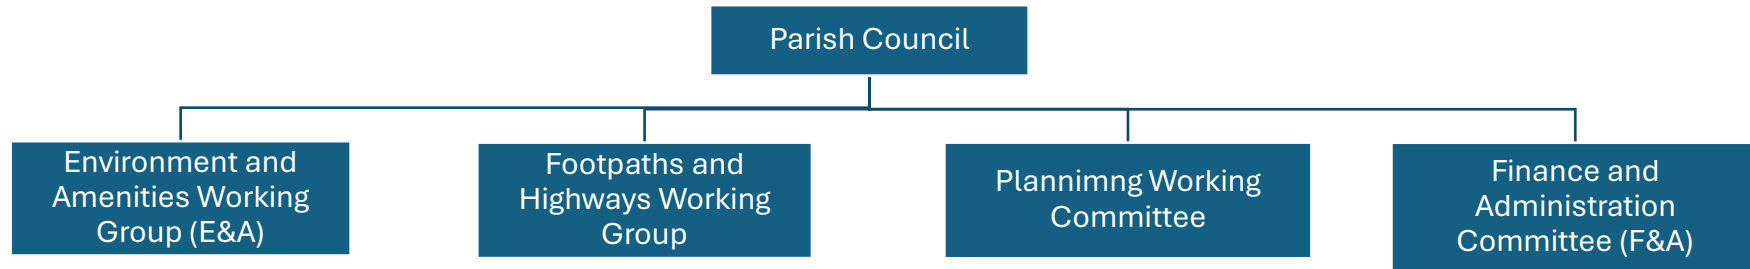 Parish Council
Environment and
Amenities Working
Group (E&A)
Footpaths and
Highways Working
Group
Plannimng Working
Committee
Finance and
Administration
Committee (F&A)